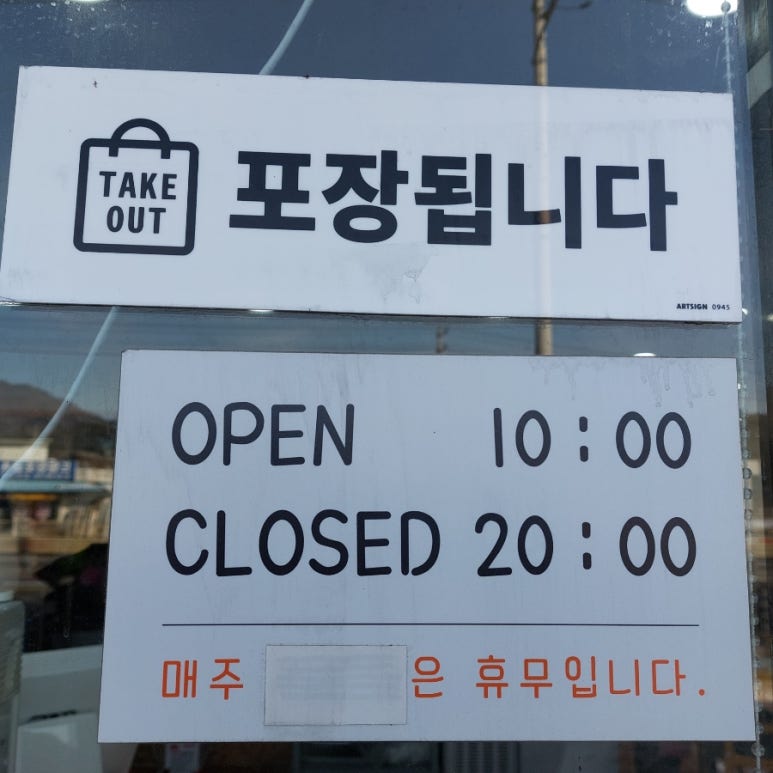 TAKE
OUT
포장됩니다
ARTSIGN 0945
OPEN 10:00
CLOSED 20:00
매주 은 휴무입니다.